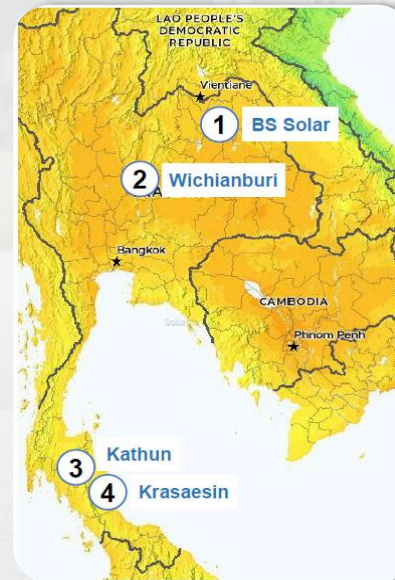 LAO PEOPLE'S
DEMOCRATIC
REPUBLIC
Vientiane
1 BS Solar
2 Wichianburi
Bangkok
CAMBODIA
Phnom Penh
3 Kathun
4 Krasaesin